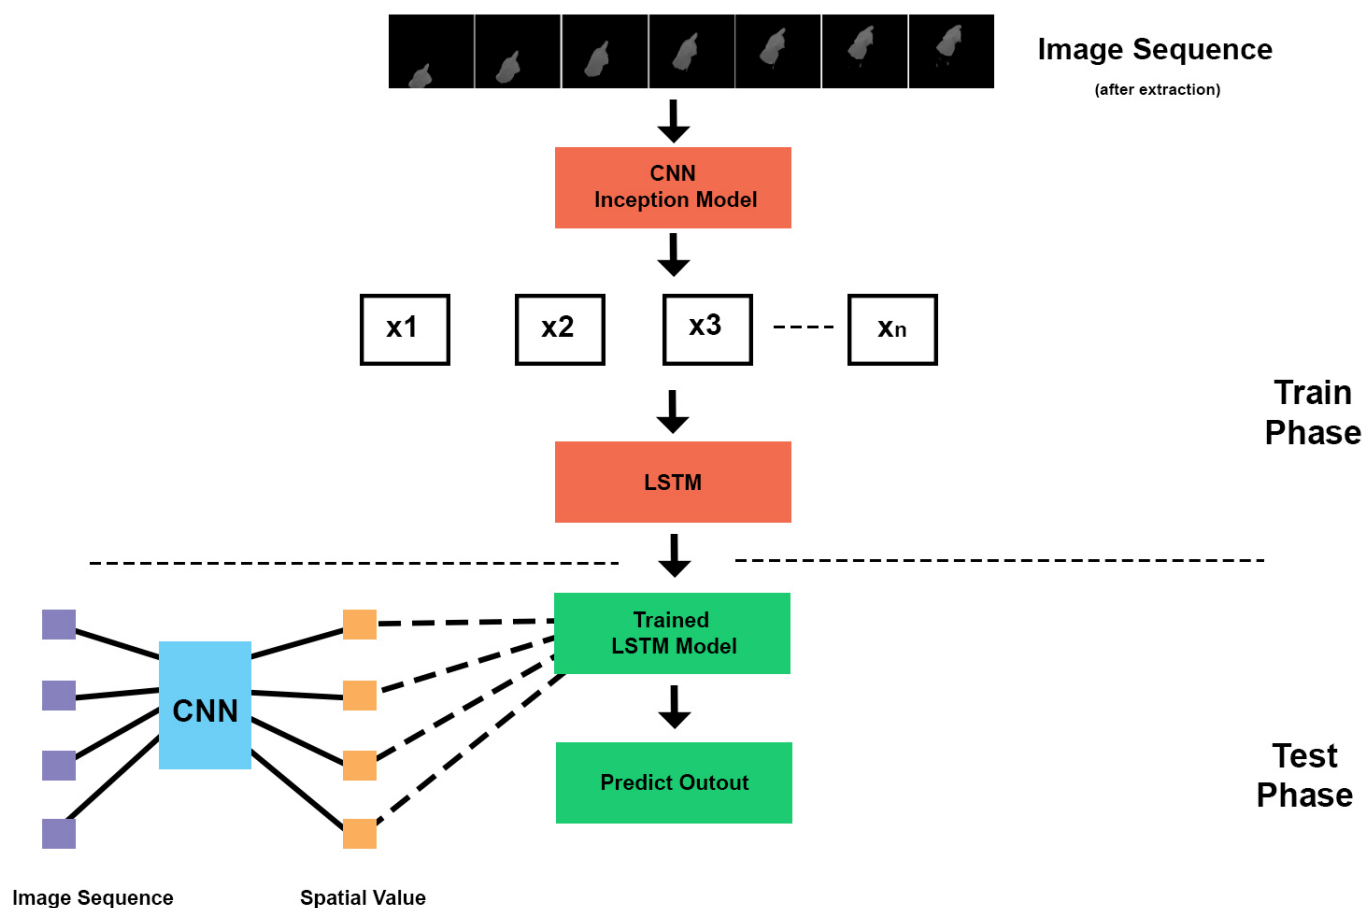 Image Sequence
(after extraction)
CNN
Inception Model
x1
x2
x3
xn
Train
Phase
LSTM
Trained
LSTM Model
CNN
Predict Outout
Test
Phase
Image Sequence
Spatial Value